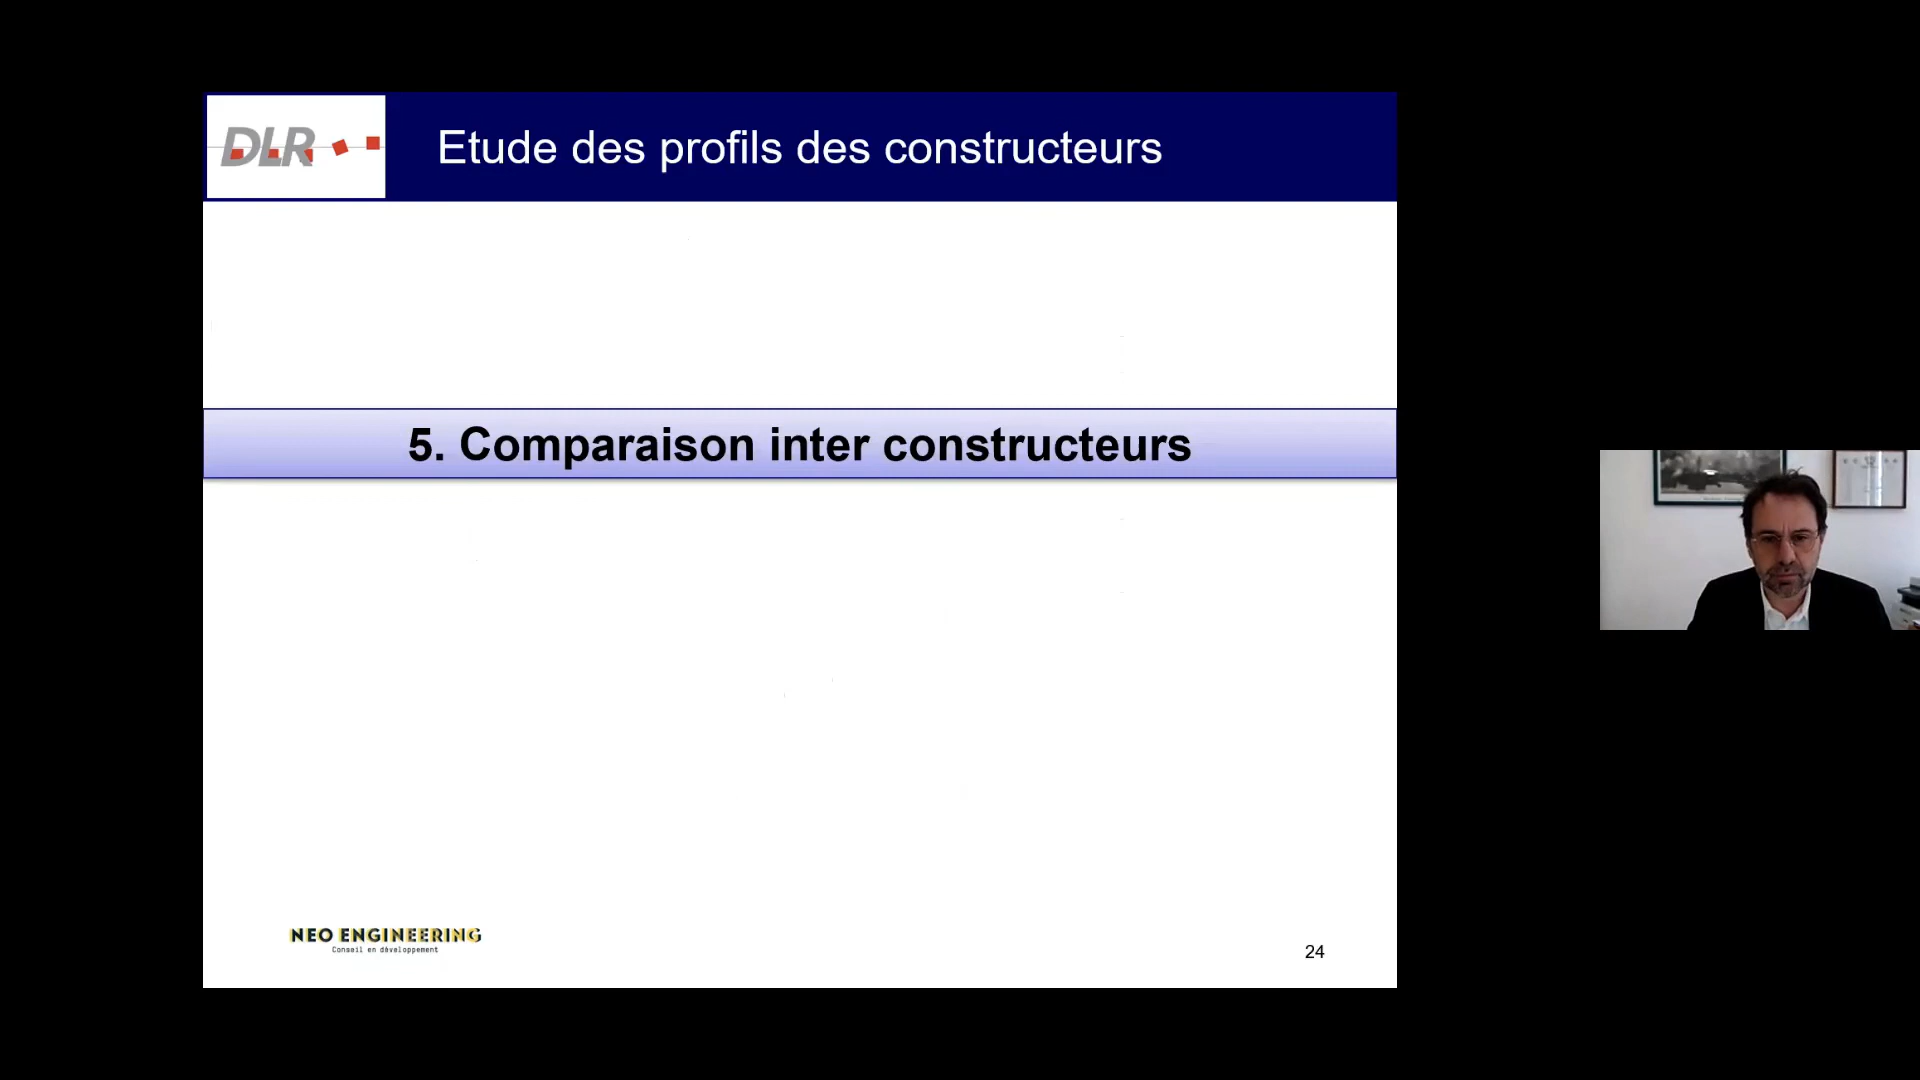 DLR
Etude des profils des constructeurs
5. Comparaison inter constructeurs
NEO ENGINEERING
Conseil en développement
24